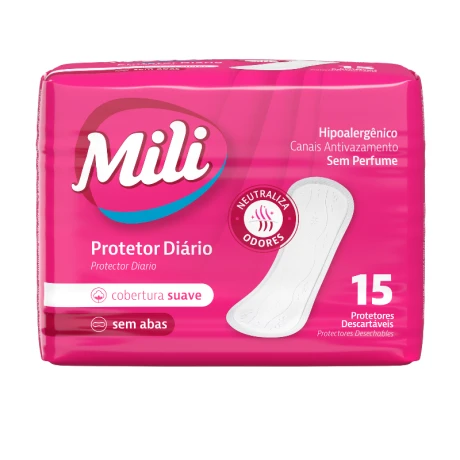 15
Mili
Hipoalergênico
Canais Antivazamento
Sem Perfume
NEUTRALIZA
ODORES
Protetor Diário
Protector Diario
cobertura suave
sem abas
15
Protetores
Descartáveis
Protectores Desechables